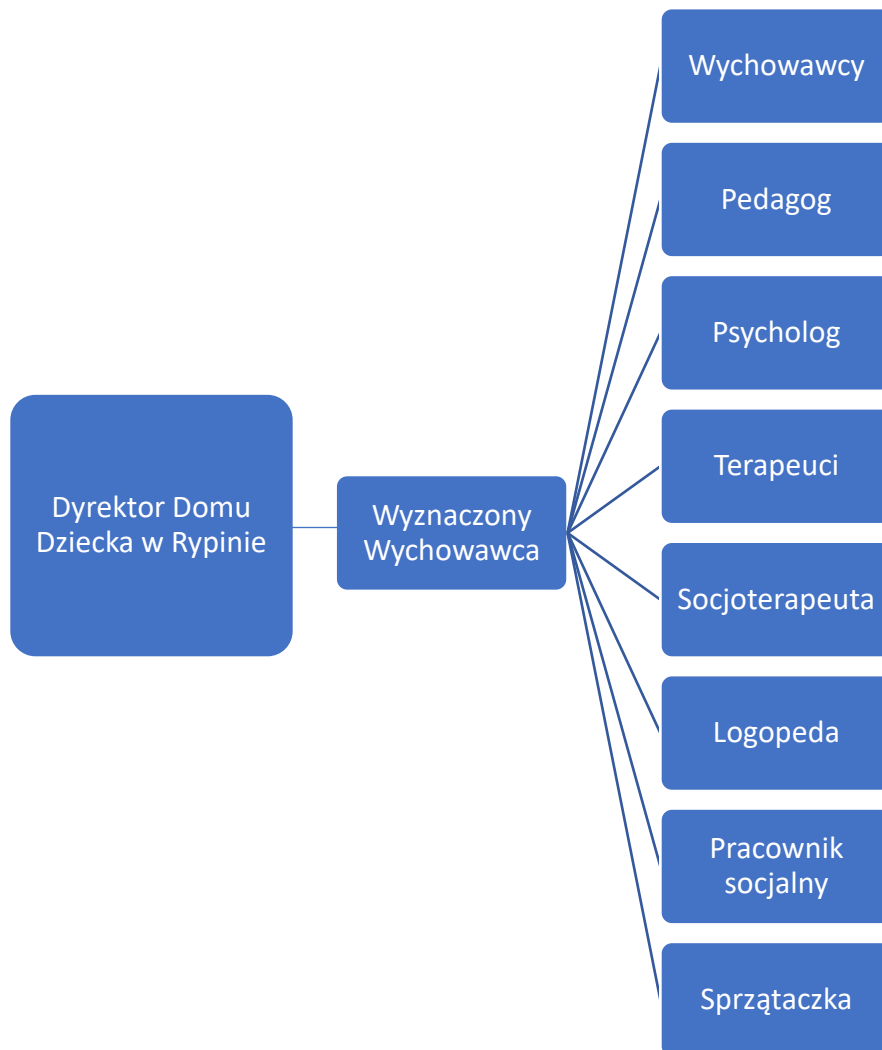 Dyrektor Domu
Dziecka w Rypinie
Wyznaczony
Wychowawca
Wychowawcy
Pedagog
Psycholog
Terapeuci
Socjoterapeuta
Logopeda
Pracownik
socjalny
Sprzątaczka